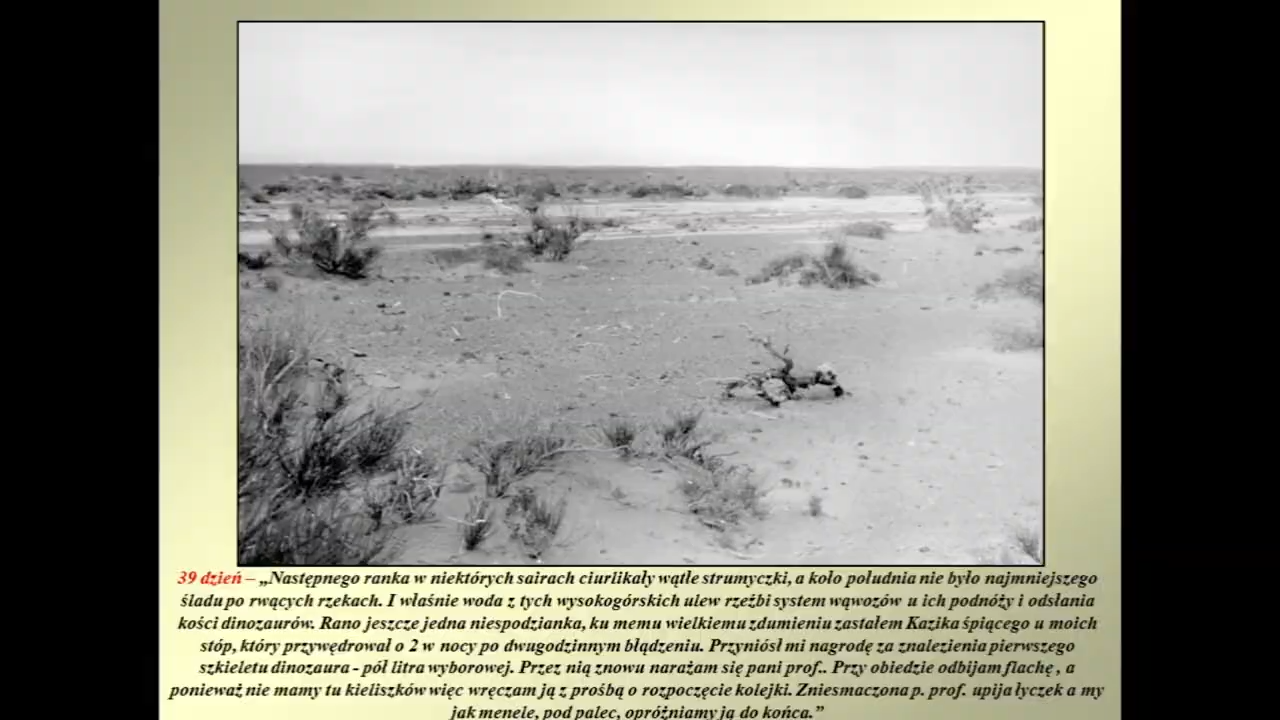 39 dzień – „Następnego ranka w niektórych sairach ciurlikały wątłe strumyczki, a koło południa nie było najmniejszego
śladu po rwących rzekach. I właśnie woda z tych wysokogórskich ulew rzeźbi system wąwozów u ich podnóży i odsłania
kości dinozaurów. Rano jeszcze jedna niespodzianka, ku memu wielkiemu zdumieniu zastałem Kazika śpiącego u moich
stóp, który przywędrował o 2 w nocy po dwugodzinnym błądzeniu. Przyniósł mi nagrodę za znalezienia pierwszego
szkieletu dinozaura - pół litra wyborowej. Przez nią znowu narażam się pani prof.. Przy obiedzie odbijam flachę , a
ponieważ nie mamy tu kieliszków więc wręczam ją z prośbą o rozpoczęcie kolejki. Zniesmaczona p. prof. upija łyczek a my
jak menele, pod palec, opróżniamy ją do końca.”